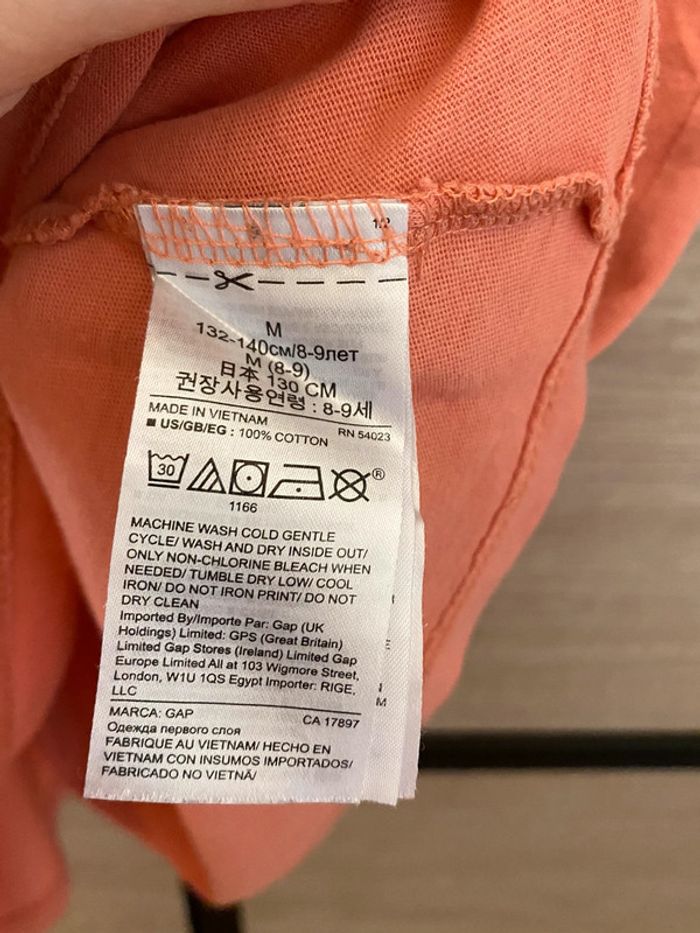 1/2
M
132-140см/8-9лет
M (8-9)
日本 130 CM
권장사용연령 : 8-9세
MADE IN VIETNAM
US/GB/EG : 100% COTTON RN 54023
30 ®
1166
MACHINE WASH COLD GENTLE
CYCLE/ WASH AND DRY INSIDE OUT/
ONLY NON-CHLORINE BLEACH WHEN
NEEDED/ TUMBLE DRY LOW/ COOL
IRON/ DO NOT IRON PRINT/ DO NOT
DRY CLEAN
Imported By/Importe Par: Gap (UK
Holdings) Limited: GPS (Great Britain)
Limited Gap Stores (Ireland) Limited Gap
Europe Limited All at 103 Wigmore Street,
London, W1U 1QS Egypt Importer: RIGE,
LLC
MARCA: GAP CA 17897
Одежда первого слоя
FABRIQUE AU VIETNAM/ HECHO EN
VIETNAM CON INSUMOS IMPORTADOS/
FABRICADO NO VIETNÃ/
M